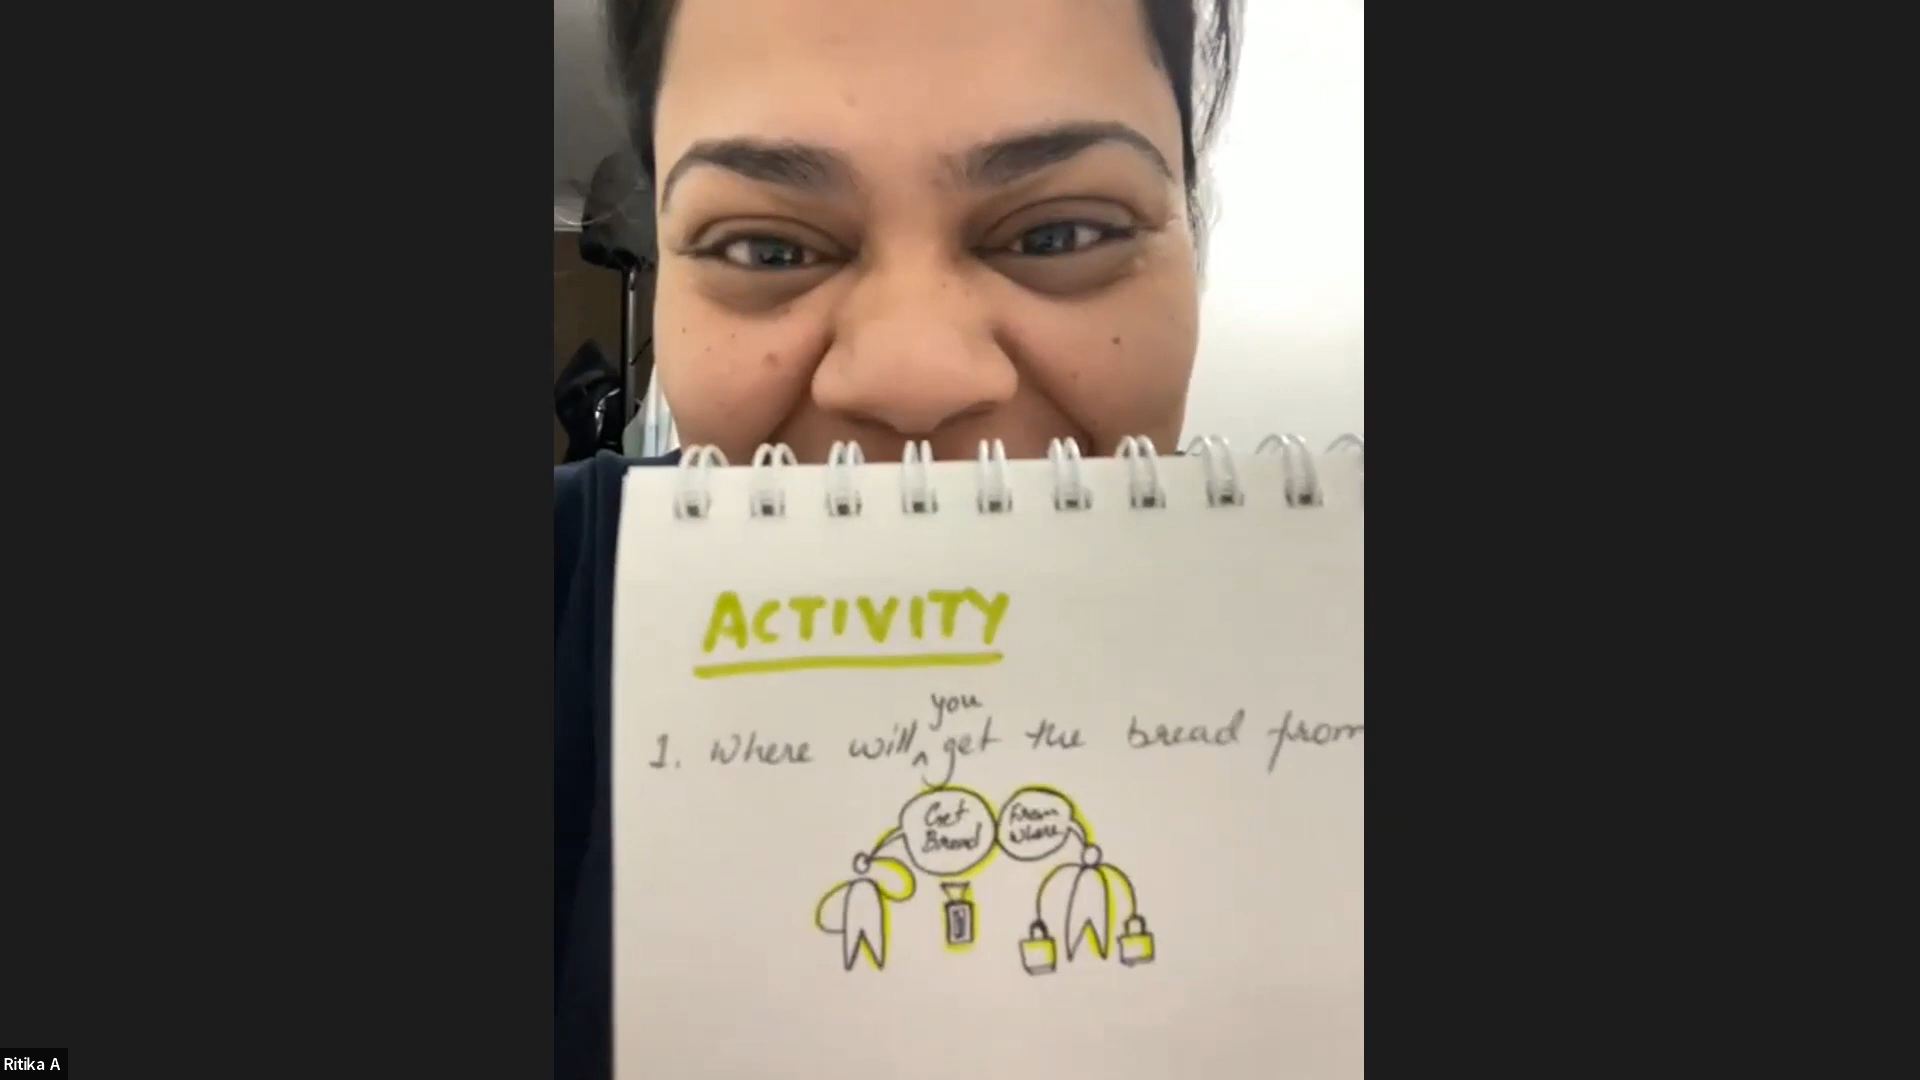 ACTIVITY
you
1. Where will ^ get the bread from
Get
Bread
From
Where
Ritika A